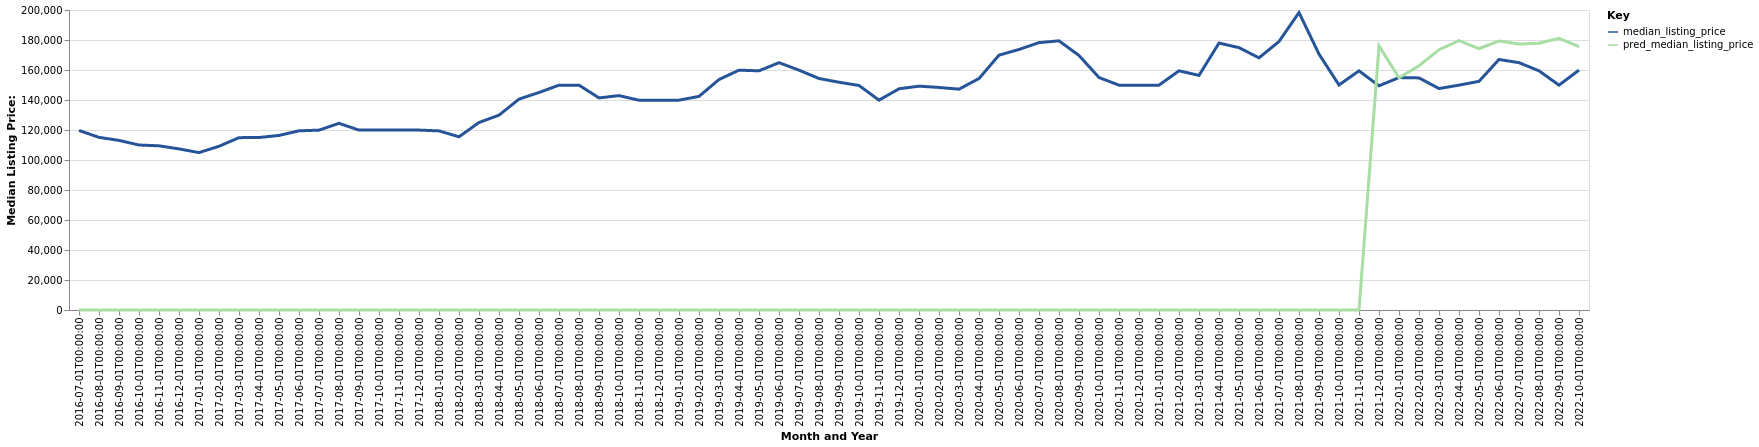 200,000
180,000
160,000
140,000
120,000
100,000
80,000
60,000
40,000
20,000
0
Median Listing Price:
2016-07-01T00:00:00
2016-08-01T00:00:00
2016-09-01T00:00:00
2016-10-01T00:00:00
2016-11-01T00:00:00
2016-12-01T00:00:00
2017-01-01T00:00:00
2017-02-01T00:00:00
2017-03-01T00:00:00
2017-04-01T00:00:00
2017-05-01T00:00:00
2017-06-01T00:00:00
2017-07-01T00:00:00
2017-08-01T00:00:00
2017-09-01T00:00:00
2017-10-01T00:00:00
2017-11-01T00:00:00
2017-12-01T00:00:00
2018-01-01T00:00:00
2018-02-01T00:00:00
2018-03-01T00:00:00
2018-04-01T00:00:00
2018-05-01T00:00:00
2018-06-01T00:00:00
2018-07-01T00:00:00
2018-08-01T00:00:00
2018-09-01T00:00:00
2018-10-01T00:00:00
2018-11-01T00:00:00
2018-12-01T00:00:00
2019-01-01T00:00:00
2019-02-01T00:00:00
2019-03-01T00:00:00
2019-04-01T00:00:00
2019-05-01T00:00:00
2019-06-01T00:00:00
2019-07-01T00:00:00
2019-08-01T00:00:00
2019-09-01T00:00:00
2019-10-01T00:00:00
2019-11-01T00:00:00
2019-12-01T00:00:00
2020-01-01T00:00:00
2020-02-01T00:00:00
2020-03-01T00:00:00
2020-04-01T00:00:00
2020-05-01T00:00:00
2020-06-01T00:00:00
2020-07-01T00:00:00
2020-08-01T00:00:00
2020-09-01T00:00:00
2020-10-01T00:00:00
2020-11-01T00:00:00
2020-12-01T00:00:00
2021-01-01T00:00:00
2021-02-01T00:00:00
2021-03-01T00:00:00
2021-04-01T00:00:00
2021-05-01T00:00:00
2021-06-01T00:00:00
2021-07-01T00:00:00
2021-08-01T00:00:00
2021-09-01T00:00:00
2021-10-01T00:00:00
2021-11-01T00:00:00
2021-12-01T00:00:00
2022-01-01T00:00:00
2022-02-01T00:00:00
2022-03-01T00:00:00
2022-04-01T00:00:00
2022-05-01T00:00:00
2022-06-01T00:00:00
2022-07-01T00:00:00
2022-08-01T00:00:00
2022-09-01T00:00:00
2022-10-01T00:00:00
Month and Year
Key
median_listing_price
pred_median_listing_price